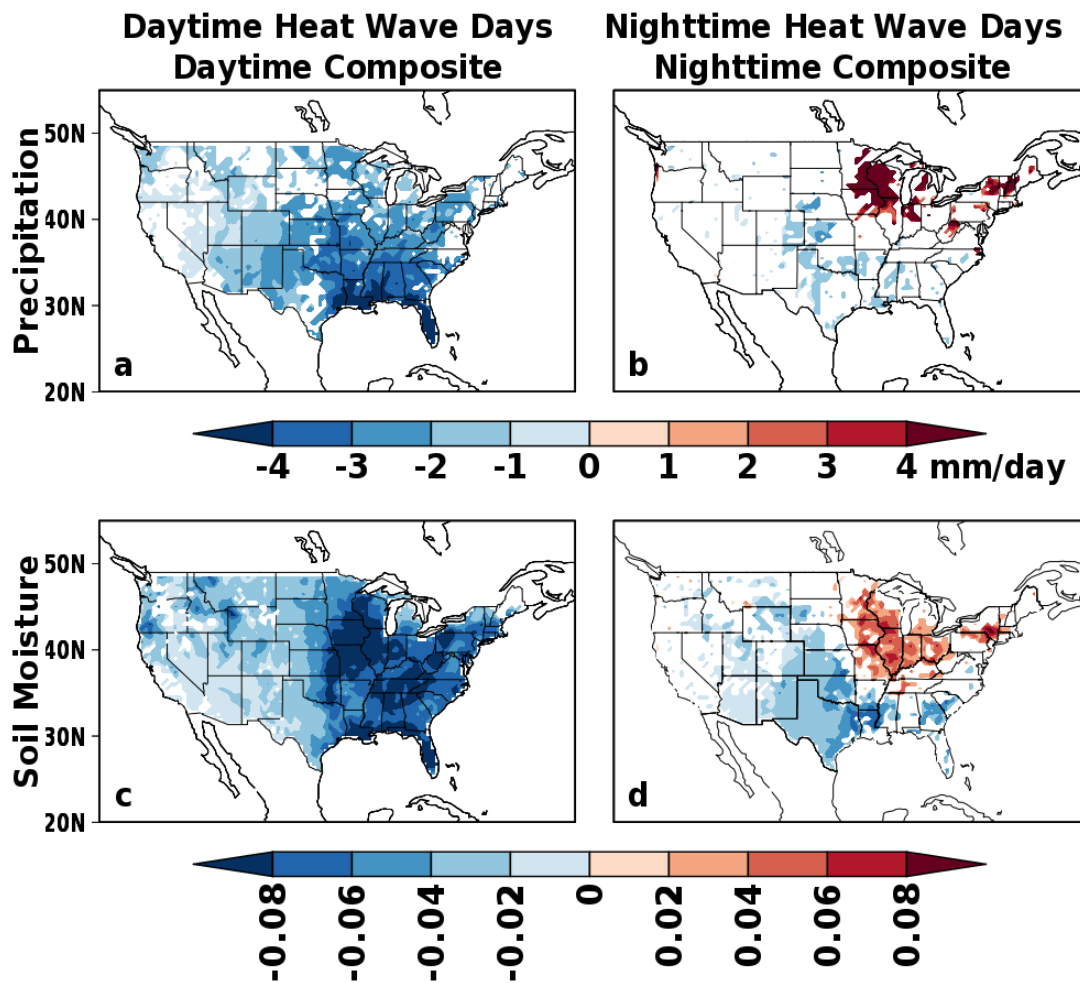 Daytime Heat Wave Days
Daytime Composite
Nighttime Heat Wave Days
Nighttime Composite
Precipitation
50N
40N
30N
20N
a
b
-4 -3 -2 -1 0 1 2 3 4 mm/day
Soil Moisture
50N
40N
30N
20N
c
d
-0.08 -0.06 -0.04 -0.02 0 0.02 0.04 0.06 0.08